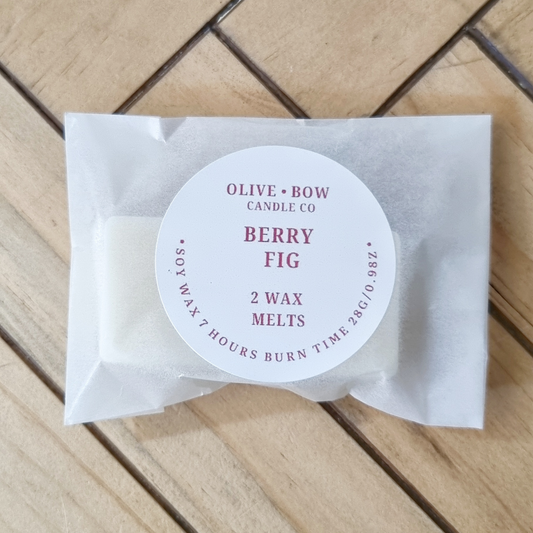 OLIVE • BOW
CANDLE CO
BERRY
FIG
2 WAX
MELTS
• SOY WAX 7 HOURS BURN TIME 28G/0.98Z •